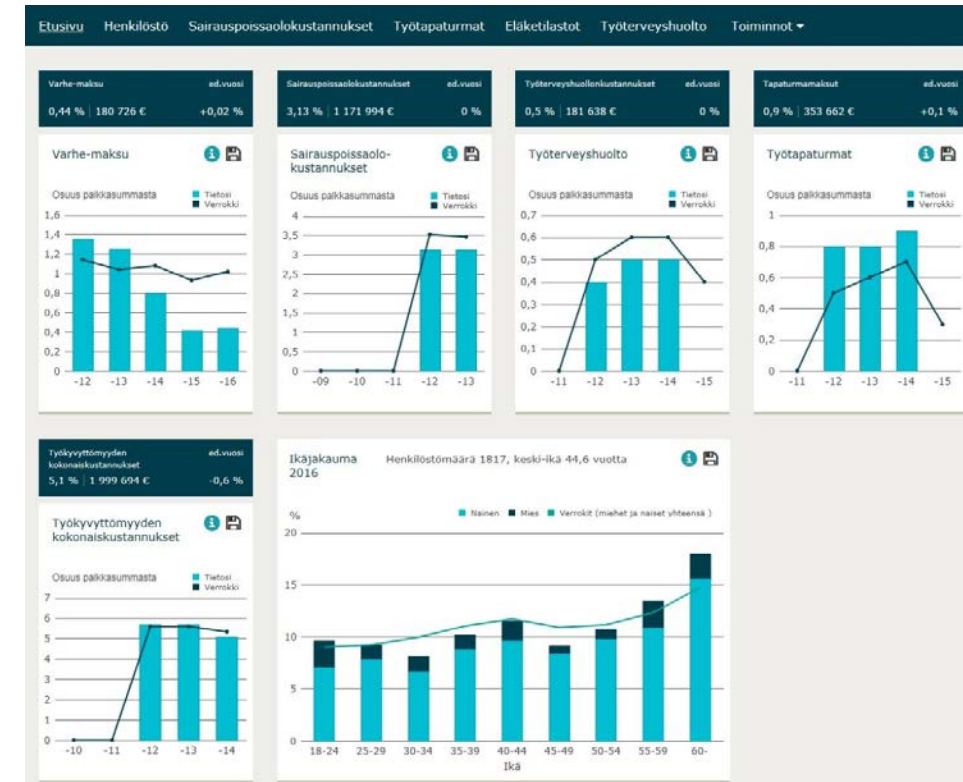 Etusivu Henkilöstö Sairauspoissaolokustannukset Työtapaturmat Eläketilastot Työterveyshuolto Toiminnot
Varhe-maksu ed.vuosi
0,44 % | 180 726 € +0,02 %
Sairauspoissaolokustannukset ed.vuosi
3,13 % | 1 171 994 € 0 %
Työterveyshuollonkustannukset ed.vuosi
0,5 % | 181 638 € 0 %
Tapaturmamaksut ed.vuosi
0,9 % | 353 662 € +0,1 %
Varhe-maksu
Osuus palkkasummasta
Tietosi
Verrokki
1,6
1,4
1,2
1
0,8
0,6
0,4
0,2
0
-12 -13 -14 -15 -16
Sairauspoissaolo-
kustannukset
Osuus palkkasummasta
Tietosi
Verrokki
4
3,5
3
2,5
2
1,5
1
0,5
0
-09 -10 -11 -12 -13
Työterveyshuolto
Osuus palkkasummasta
Tietosi
Verrokki
0,7
0,6
0,5
0,4
0,3
0,2
0,1
0
-11 -12 -13 -14 -15
Työtapaturmat
Osuus palkkasummasta
Tietosi
Verrokki
1
0,8
0,6
0,4
0,2
0
-11 -12 -13 -14 -15
Työkyvyttömyyden ed.vuosi
kokonaiskustannukset
5,1 % | 1 999 694 € -0,6 %
Työkyvyttömyyden
kokonaiskustannukset
Osuus palkkasummasta
Tietosi
Verrokki
7
6
5
4
3
2
1
0
-10 -11 -12 -13 -14
Ikäjakauma
2016
Henkilöstömäärä 1817, keski-ikä 44,6 vuotta
%
Nainen Mies Verrokit (miehet ja naiset yhteensä )
20
15
10
5
0
18-24 25-29 30-34 35-39 40-44 45-49 50-54 55-59 60-
Ikä